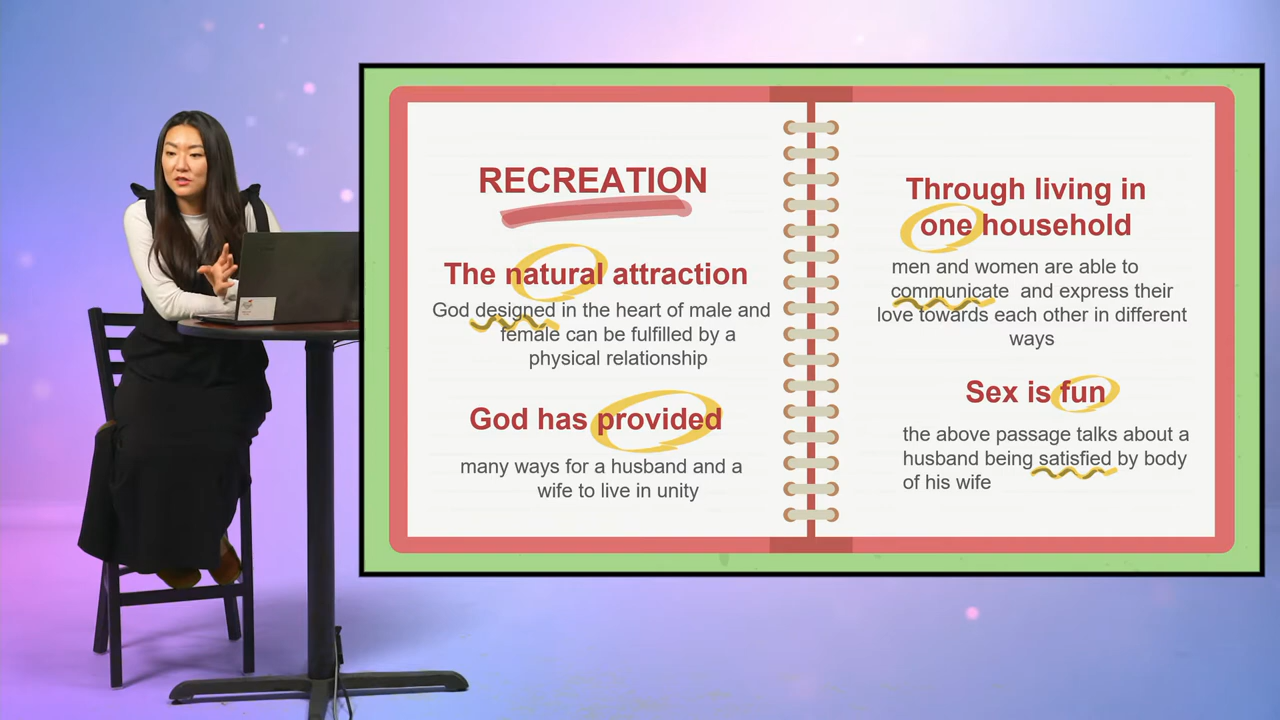 RECREATION
The natural attraction
God designed in the heart of male and
female can be fulfilled by a
physical relationship
God has provided
many ways for a husband and a
wife to live in unity
Through living in
one household
men and women are able to
communicate and express their
love towards each other in different
ways
Sex is fun
the above passage talks about a
husband being satisfied by body
of his wife